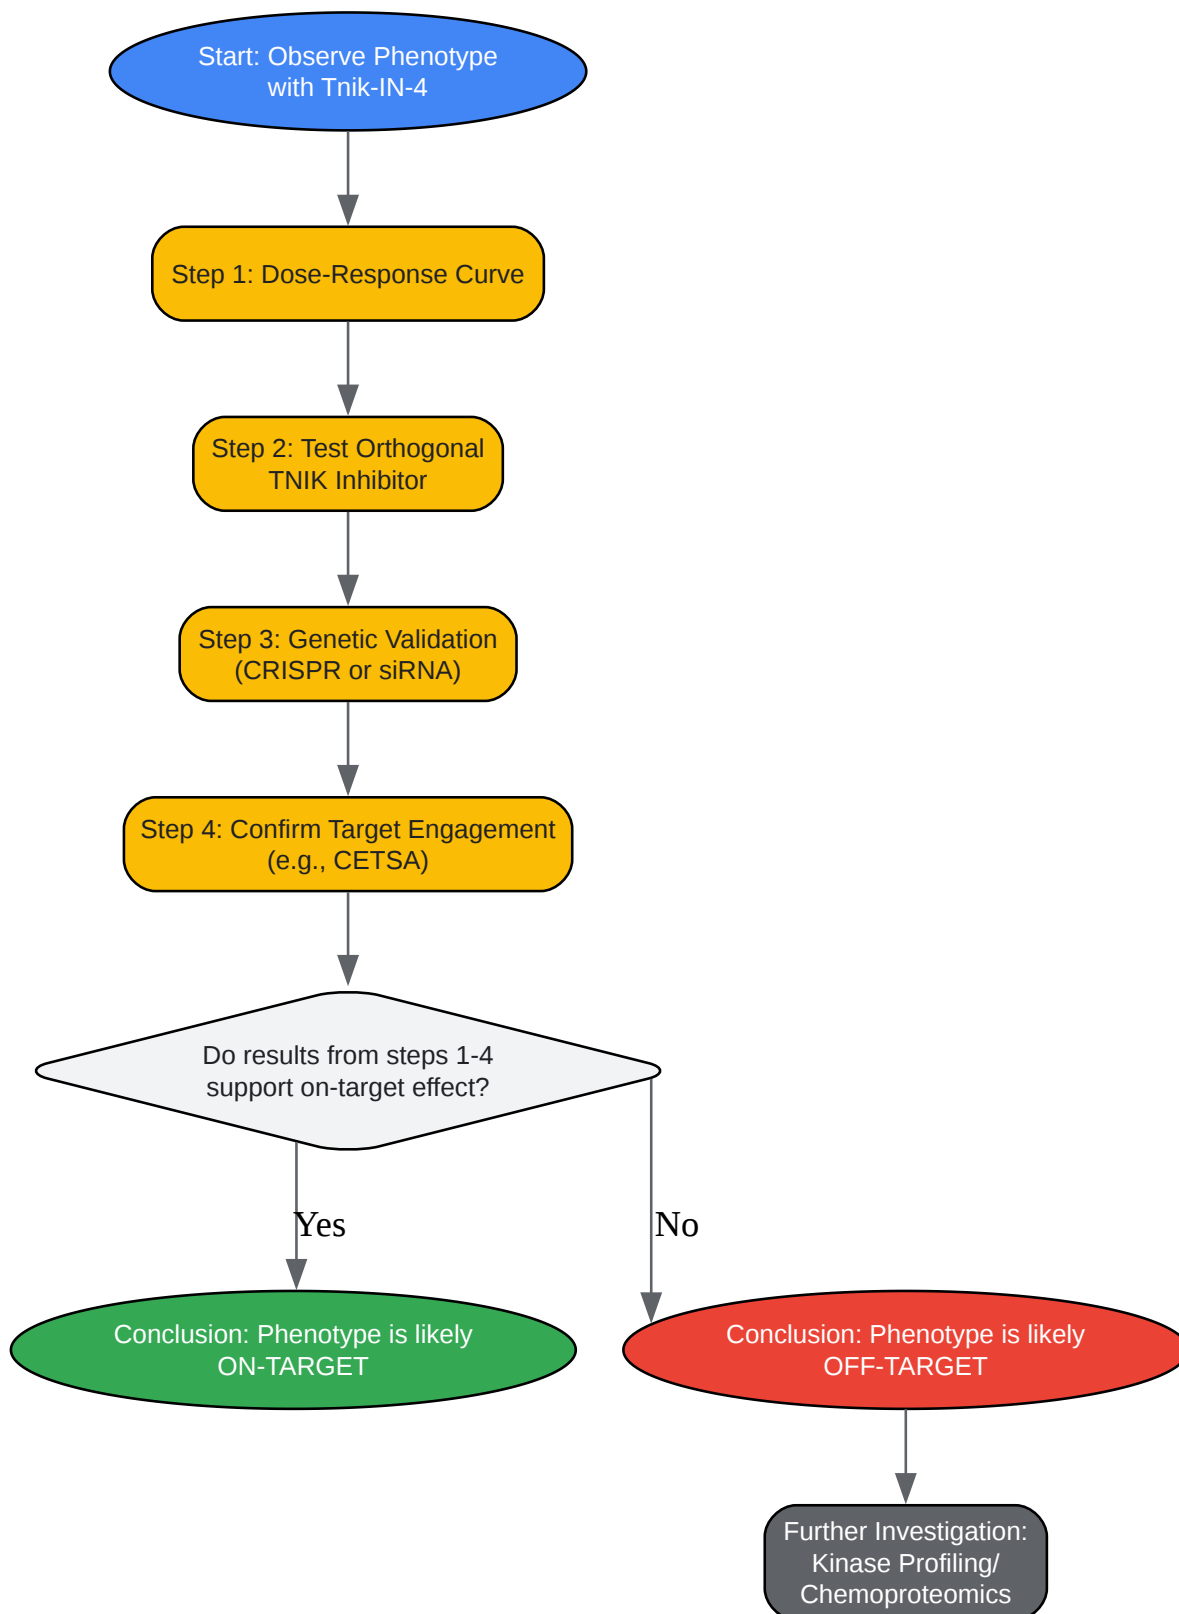 Start: Observe Phenotype
with Tnik-IN-4
Step 1: Dose-Response Curve
Step 2: Test Orthogonal
TNIK Inhibitor
Step 3: Genetic Validation
(CRISPR or siRNA)
Step 4: Confirm Target Engagement
(e.g., CETSA)
Do results from steps 1-4
support on-target effect?
Yes
No
Conclusion: Phenotype is likely
ON-TARGET
Conclusion: Phenotype is likely
OFF-TARGET
Further Investigation:
Kinase Profiling/
Chemoproteomics